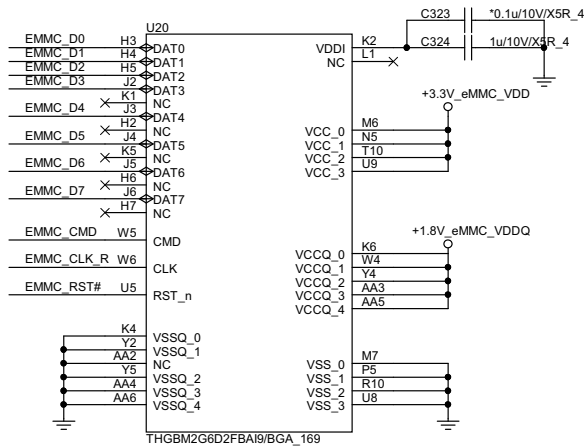 U20
C323 *0.1u/10V/X5R_4
C324 1u/10V/X5R_4
EMMC_D0 H3 DAT0
EMMC_D1 H4 DAT1
EMMC_D2 H5 DAT2
EMMC_D3 J2 DAT3
K1 NC
EMMC_D4 J3 DAT4
H2 NC
EMMC_D5 J4 DAT5
K5 NC
EMMC_D6 J5 DAT6
H6 NC
EMMC_D7 J6 DAT7
H7 NC
EMMC_CMD W5 CMD
EMMC_CLK_R W6 CLK
EMMC_RST# U5 RST_n
K4 VSSQ_0
Y2 VSSQ_1
AA2 NC
Y5 VSSQ_2
AA4 VSSQ_3
AA6 VSSQ_4
VDDI K2
NC L1
+3.3V_eMMC_VDD
VCC_0 M6
VCC_1 N5
VCC_2 T10
VCC_3 U9
+1.8V_eMMC_VDDQ
VCCQ_0 K6
VCCQ_1 W4
VCCQ_2 Y4
VCCQ_3 AA3
VCCQ_4 AA5
VSS_0 M7
VSS_1 P5
VSS_2 R10
VSS_3 U8
THGBM2G6D2FBAI9/BGA_169